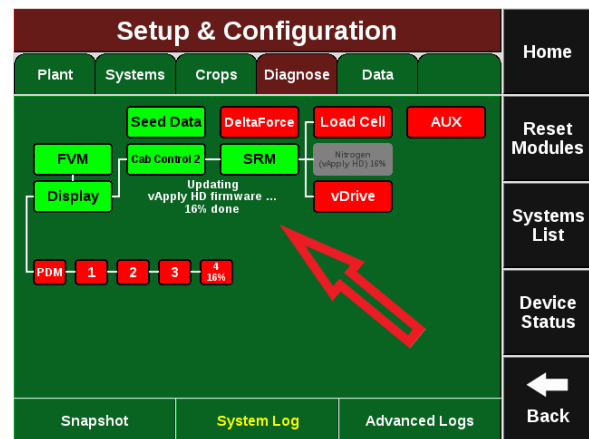 Setup & Configuration
Home
Plant
Systems
Crops
Diagnose
Data
Seed Data
DeltaForce
Load Cell
AUX
Reset
Modules
FVM
Cab Control 2
SRM
Nitrogen
(vApply HD) 16%
Display
Updating
vApply HD firmware ...
16% done
vDrive
Systems
List
PDM
1
2
3
4
16%
Device
Status
Snapshot
System Log
Advanced Logs
Back